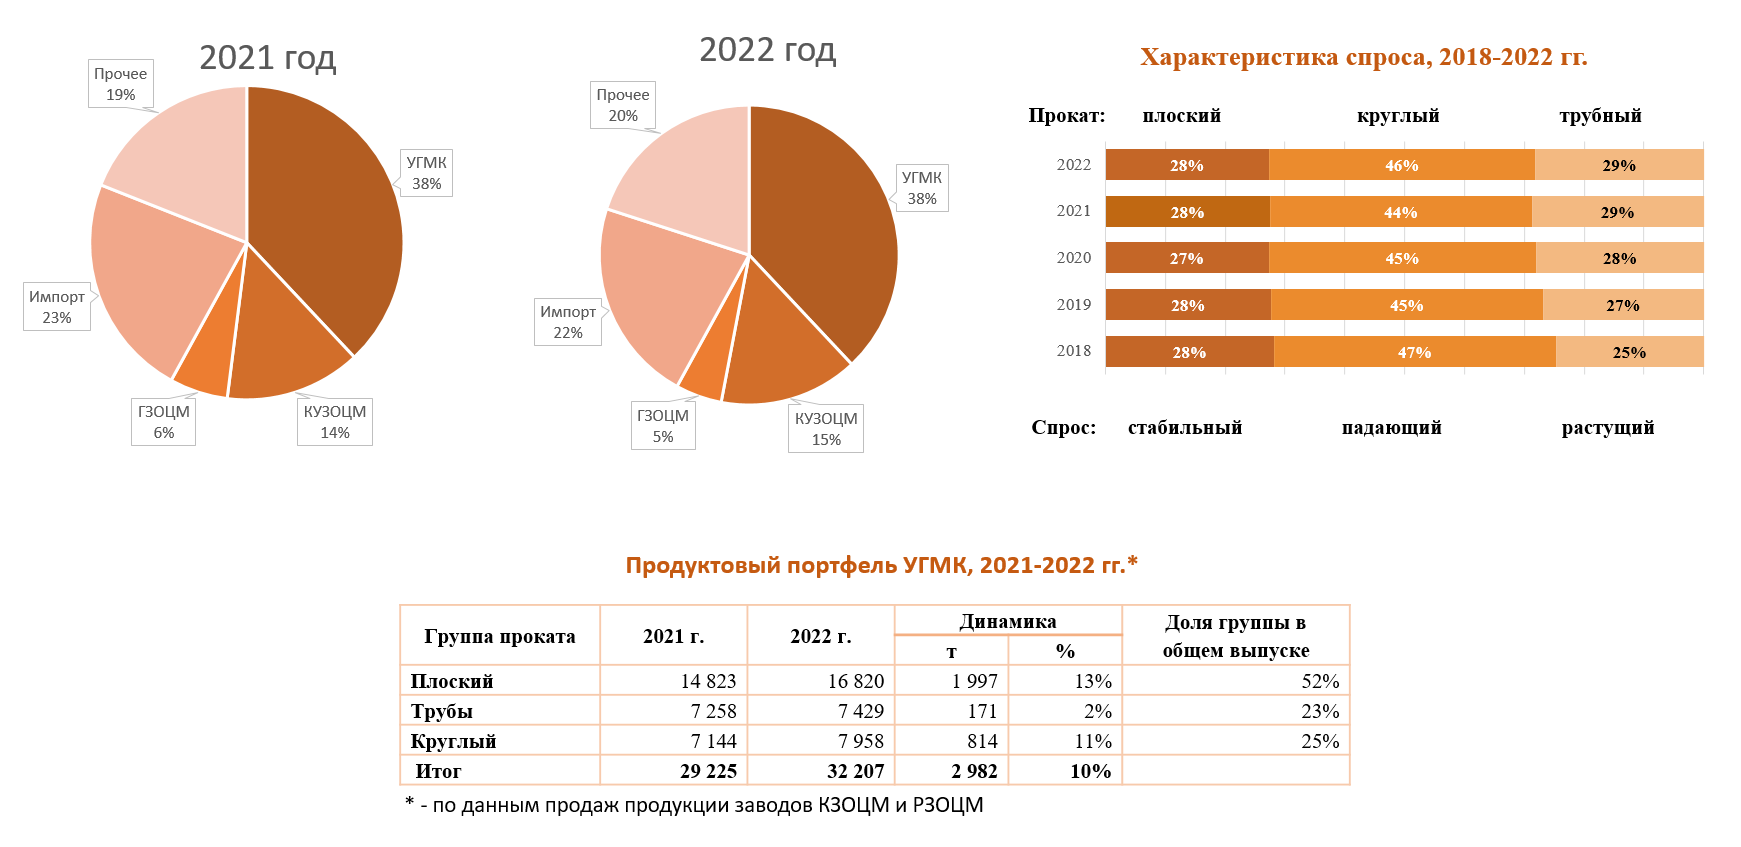 2021 год
Прочее
19%
УГМК
38%
Импорт
23%
ГЗОЦМ
6%
КУЗОЦМ
14%
2022 год
Прочее
20%
УГМК
38%
Импорт
22%
ГЗОЦМ
5%
КУЗОЦМ
15%
Характеристика спроса, 2018-2022 гг.
Прокат: плоский круглый трубный
2022 28% 46% 29%
2021 28% 44% 29%
2020 27% 45% 28%
2019 28% 45% 27%
2018 28% 47% 25%
Спрос: стабильный падающий растущий
Продуктовый портфель УГМК, 2021-2022 гг.*
Группа проката 2021 г. 2022 г. Динамика Доля группы в
т % общем выпуске
Плоский 14 823 16 820 1 997 13% 52%
Трубы 7 258 7 429 171 2% 23%
Круглый 7 144 7 958 814 11% 25%
Итог 29 225 32 207 2 982 10%
* - по данным продаж продукции заводов КЗОЦМ и РЗОЦМ